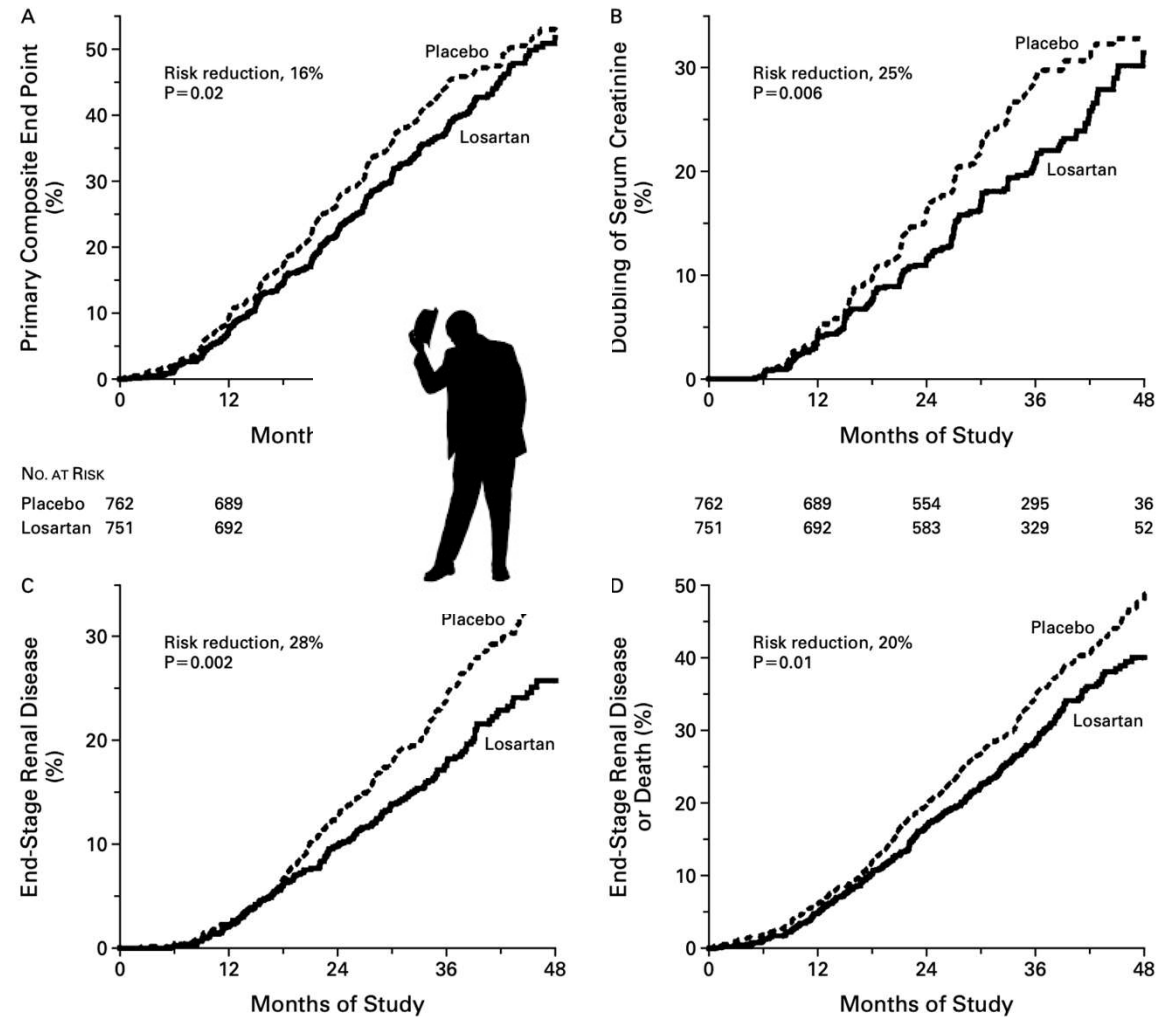 A
Primary Composite End Point
(%)
50
40
30
20
10
0
Risk reduction, 16%
P=0.02
Placebo
Losartan
0 12
Month
B
Doubling of Serum Creatinine
(%)
30
20
10
0
Risk reduction, 25%
P=0.006
Placebo
Losartan
0 12 24 36 48
Months of Study
No. at Risk
Placebo 762 689 762 689 554 295 36
Losartan 751 692 751 692 583 329 52
C
End-Stage Renal Disease
(%)
30
20
10
0
Risk reduction, 28%
P=0.002
Placebo
Losartan
0 12 24 36 48
Months of Study
D
End-Stage Renal Disease
or Death (%)
50
40
30
20
10
0
Risk reduction, 20%
P=0.01
Placebo
Losartan
0 12 24 36 48
Months of Study